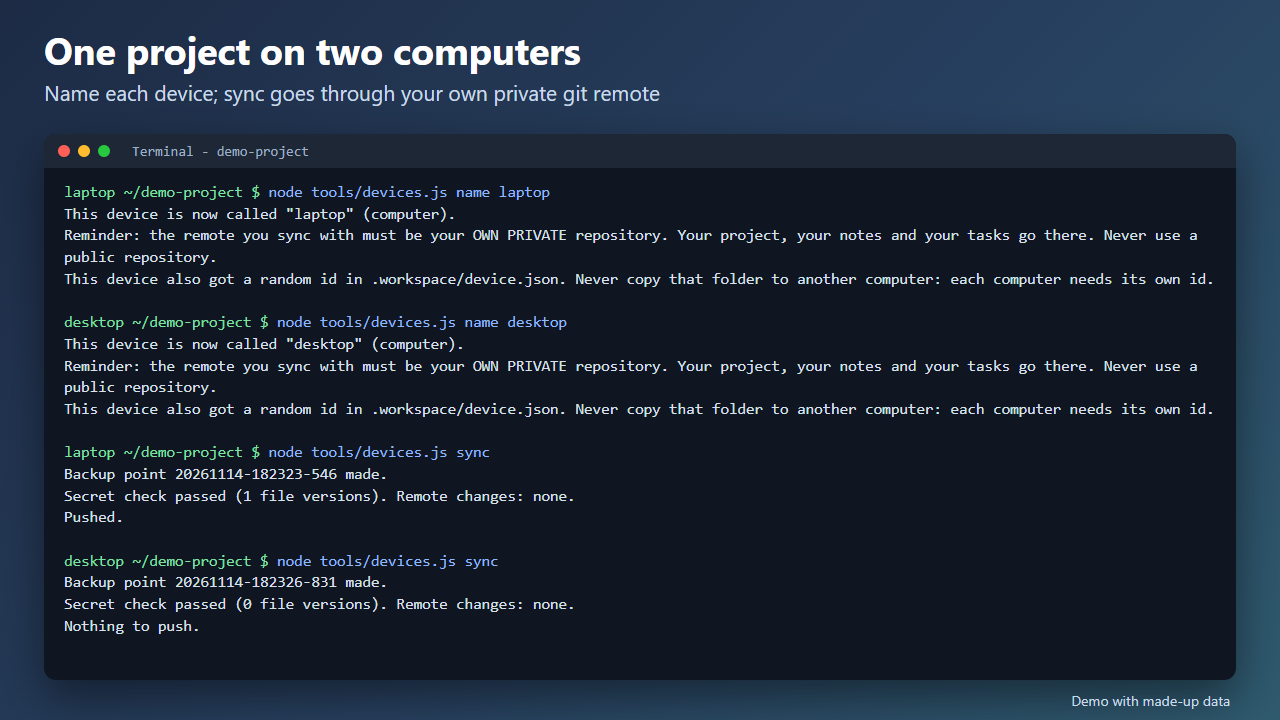 One project on two computers
Name each device; sync goes through your own private git remote
Terminal - demo-project
laptop ~/demo-project $ node tools/devices.js name laptop
This device is now called "laptop" (computer).
Reminder: the remote you sync with must be your OWN PRIVATE repository. Your project, your notes and your tasks go there. Never use a
public repository.
This device also got a random id in .workspace/device.json. Never copy that folder to another computer: each computer needs its own id.
desktop ~/demo-project $ node tools/devices.js name desktop
This device is now called "desktop" (computer).
Reminder: the remote you sync with must be your OWN PRIVATE repository. Your project, your notes and your tasks go there. Never use a
public repository.
This device also got a random id in .workspace/device.json. Never copy that folder to another computer: each computer needs its own id.
laptop ~/demo-project $ node tools/devices.js sync
Backup point 20261114-182323-546 made.
Secret check passed (1 file versions). Remote changes: none.
Pushed.
desktop ~/demo-project $ node tools/devices.js sync
Backup point 20261114-182326-831 made.
Secret check passed (0 file versions). Remote changes: none.
Nothing to push.
Demo with made-up data